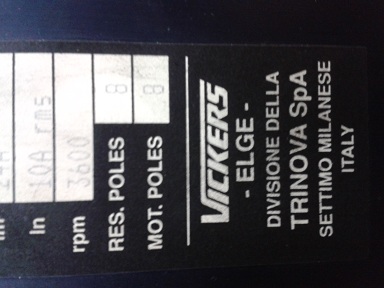 In 10A rms
rpm 3600
RES. POLES 8
MOT. POLES 8
VICKERS
- ELGE -
DIVISIONE DELLA
TRINOVA SpA
SETTIMO MILANESE
ITALY